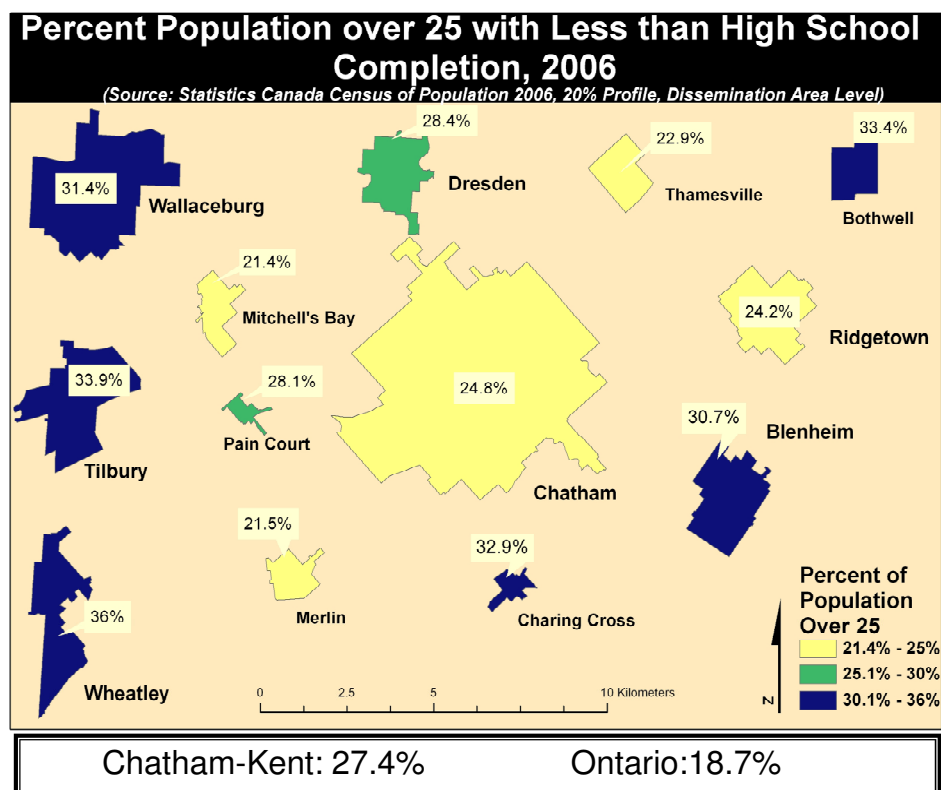 Percent Population over 25 with Less than High School
Completion, 2006
(Source: Statistics Canada Census of Population 2006, 20% Profile, Dissemination Area Level)
28.4%
22.9%
33.4%
31.4%
Wallaceburg
Dresden
Thamesville
Bothwell
21.4%
Mitchell's Bay
24.2%
Ridgetown
33.9%
28.1%
24.8%
Tilbury
Pain Court
30.7%
Blenheim
Chatham
21.5%
32.9%
36%
Merlin
Charing Cross
Wheatley
Percent of
Population
Over 25
21.4% - 25%
25.1% - 30%
30.1% - 36%
N
0 2.5 5 10 Kilometers
Chatham-Kent: 27.4% Ontario:18.7%